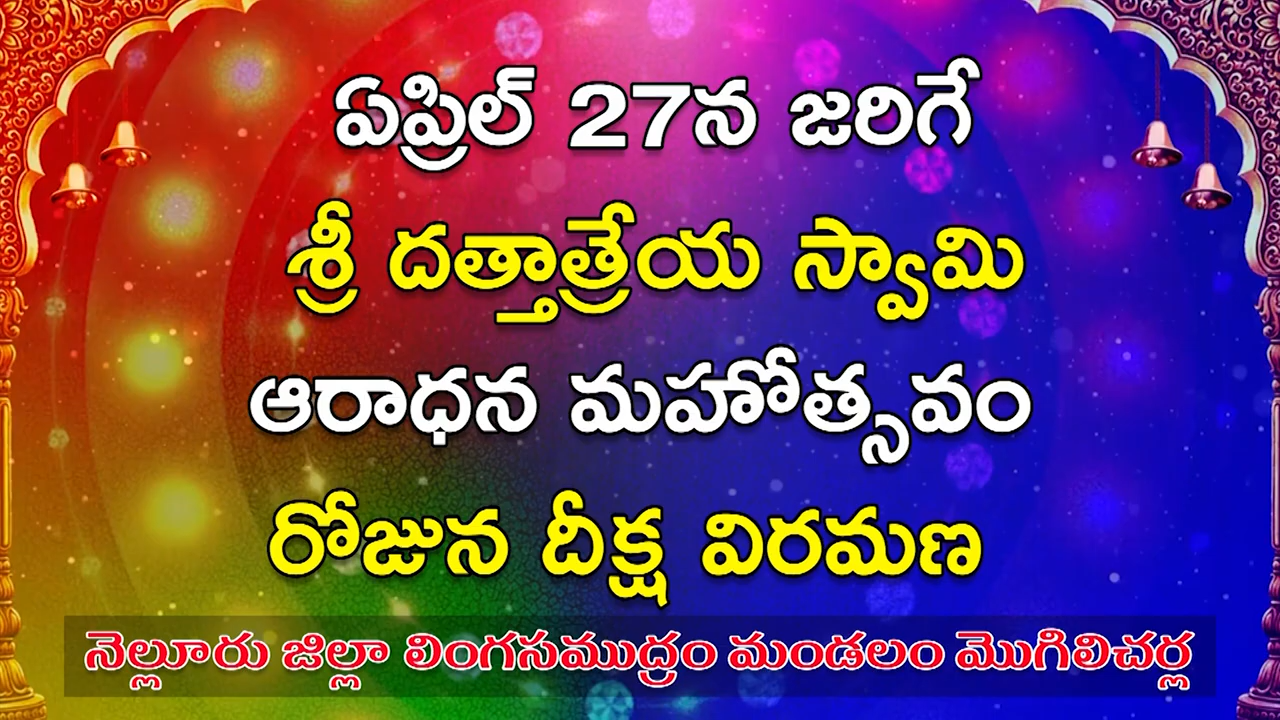 ఏప్రిల్ 27న జరిగే
శ్రీ దత్తాత్రేయ స్వామి
ఆరాధన మహోత్సవం
రోజున దీక్ష విరమణ
నెల్లూరు జిల్లా లింగసముద్రం మండలం మొగిలిచర్ల